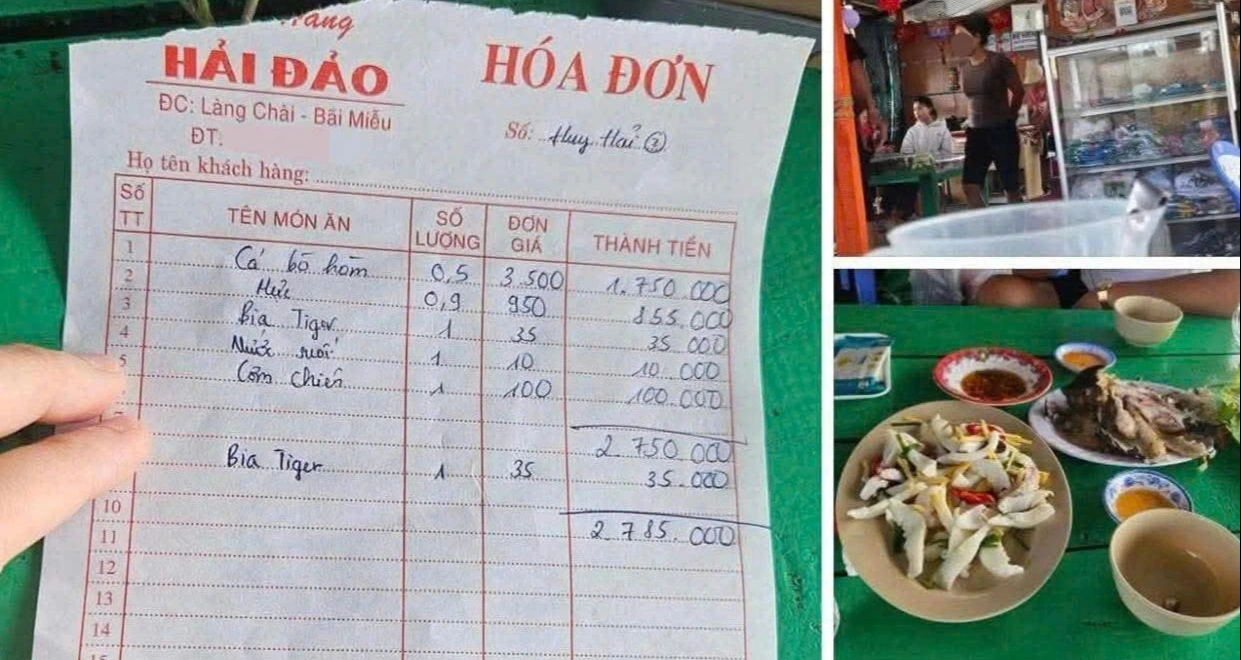 HẢI ĐẢO
ĐC: Làng Chài - Bãi Miễu
ĐT:
HÓA ĐƠN
Số: Huy Hải 2
Họ tên khách hàng:
Số TT TÊN MÓN ĂN SỐ LƯỢNG ĐƠN GIÁ THÀNH TIỀN
1 Cá bò hòm 0,5 3.500 1.750.000
2 Mực 0,9 950 855.000
3 Bia Tiger 1 35 35 000
4 Nước suối 1 10 10 000
5 Cơm chiên 1 100 100.000
2 750 000
Bia Tiger 1 35 35.000
10
2 785.000
11
12
13
14
15